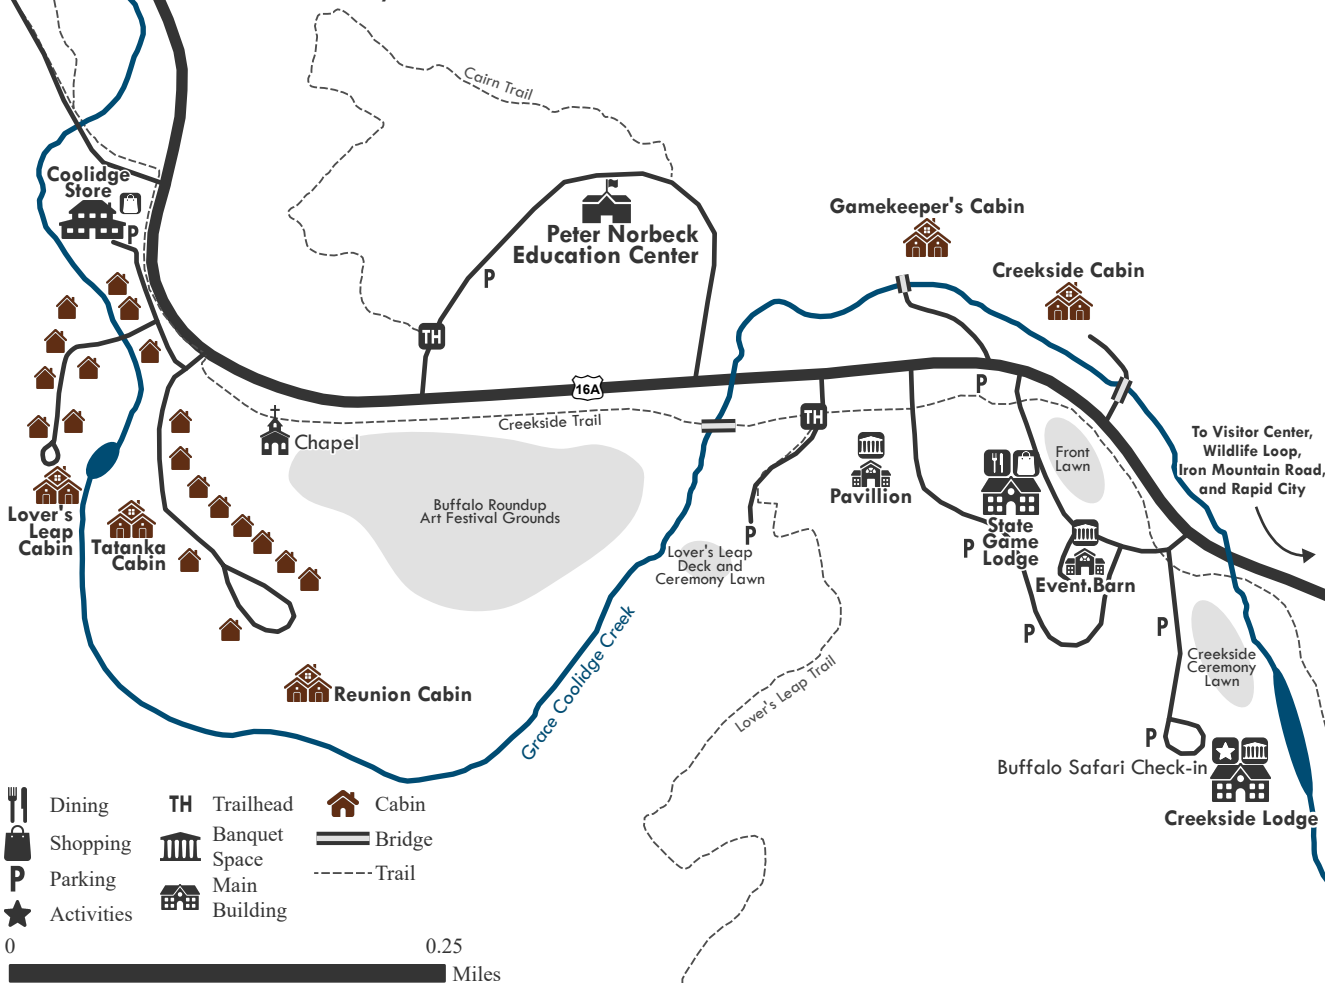 Cairn Trail
Coolidge
Store
P
Gamekeeper's Cabin
Peter Norbeck
Education Center
P
Creekside Cabin
TH
16A
P
Creekside Trail
TH
Chapel
To Visitor Center,
Wildlife Loop,
Iron Mountain Road,
and Rapid City
Front
Lawn
Pavillion
Buffalo Roundup
Art Festival Grounds
Lover's
Leap
Cabin
Tatanka
Cabin
P
State
Game
Lodge
P
Lover's Leap
Deck and
Ceremony Lawn
Event Barn
P
P
Grace Coolidge Creek
Creekside
Ceremony
Lawn
Lover's Leap Trail
Reunion Cabin
P
Buffalo Safari Check-in
Creekside Lodge
Dining
Shopping
P Parking
Activities
TH Trailhead
Banquet
Space
Main
Building
Cabin
Bridge
Trail
0 0.25
Miles